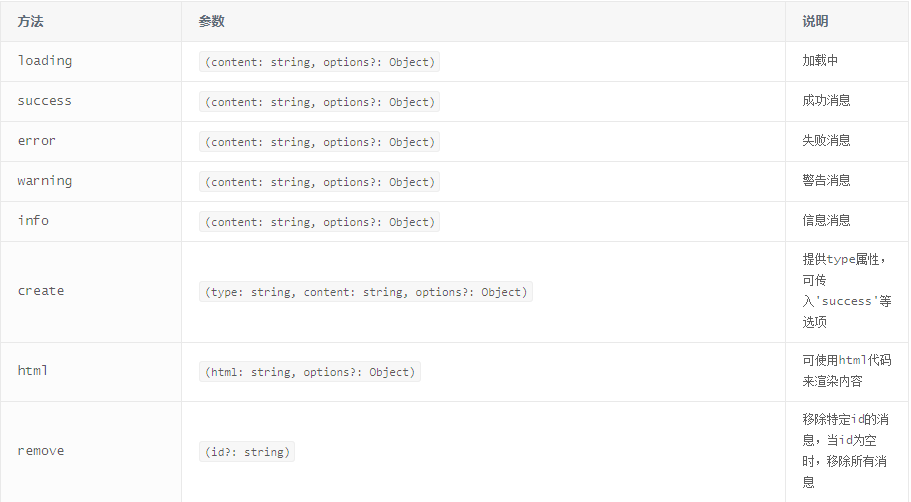 方法 参数 说明
loading (content: string, options?: Object) 加载中
success (content: string, options?: Object) 成功消息
error (content: string, options?: Object) 失败消息
warning (content: string, options?: Object) 警告消息
info (content: string, options?: Object) 信息消息
create (type: string, content: string, options?: Object) 提供type属性，
可传
入'success'等
选项
html (html: string, options?: Object) 可使用html代码
来渲染内容
remove (id?: string) 移除特定id的消
息，当id为空
时，移除所有消
息